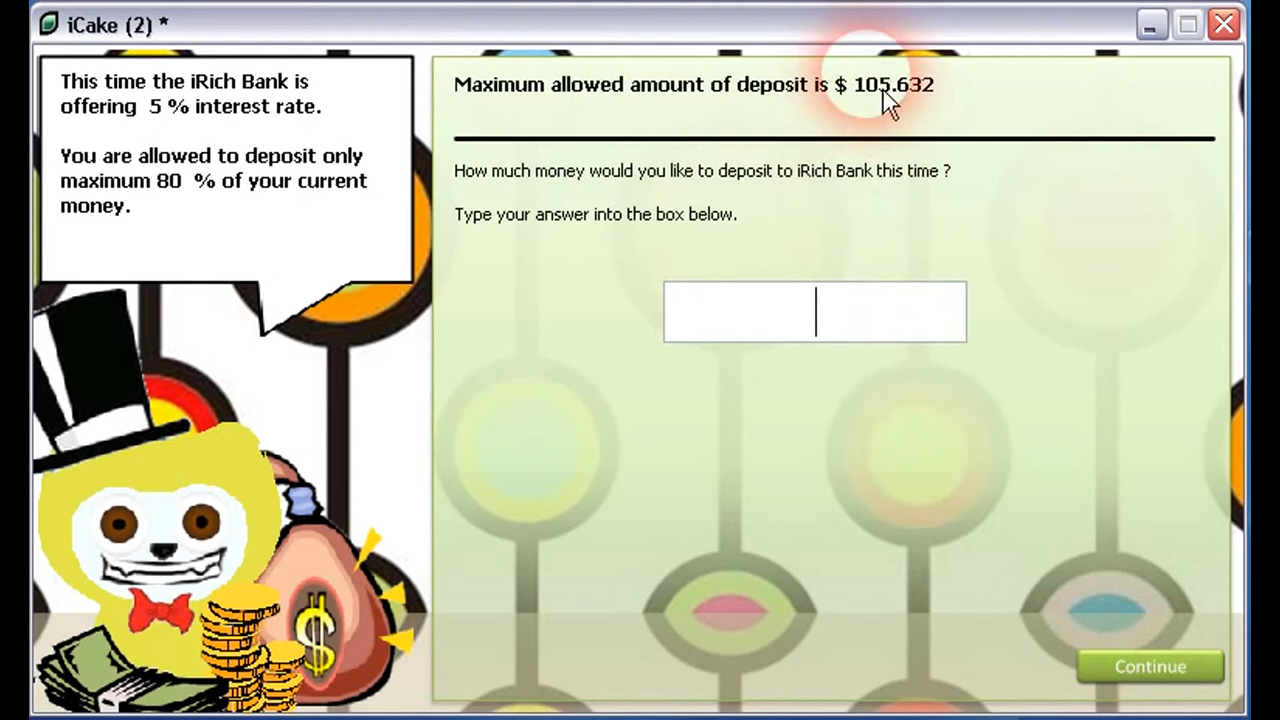 iCake (2) *
This time the iRich Bank is
offering  5 % interest rate.
You are allowed to deposit only
maximum 80  % of your current
money.
Maximum allowed amount of deposit is $ 105.632
How much money would you like to deposit to iRich Bank this time ?
Type your answer into the box below.
$
Continue